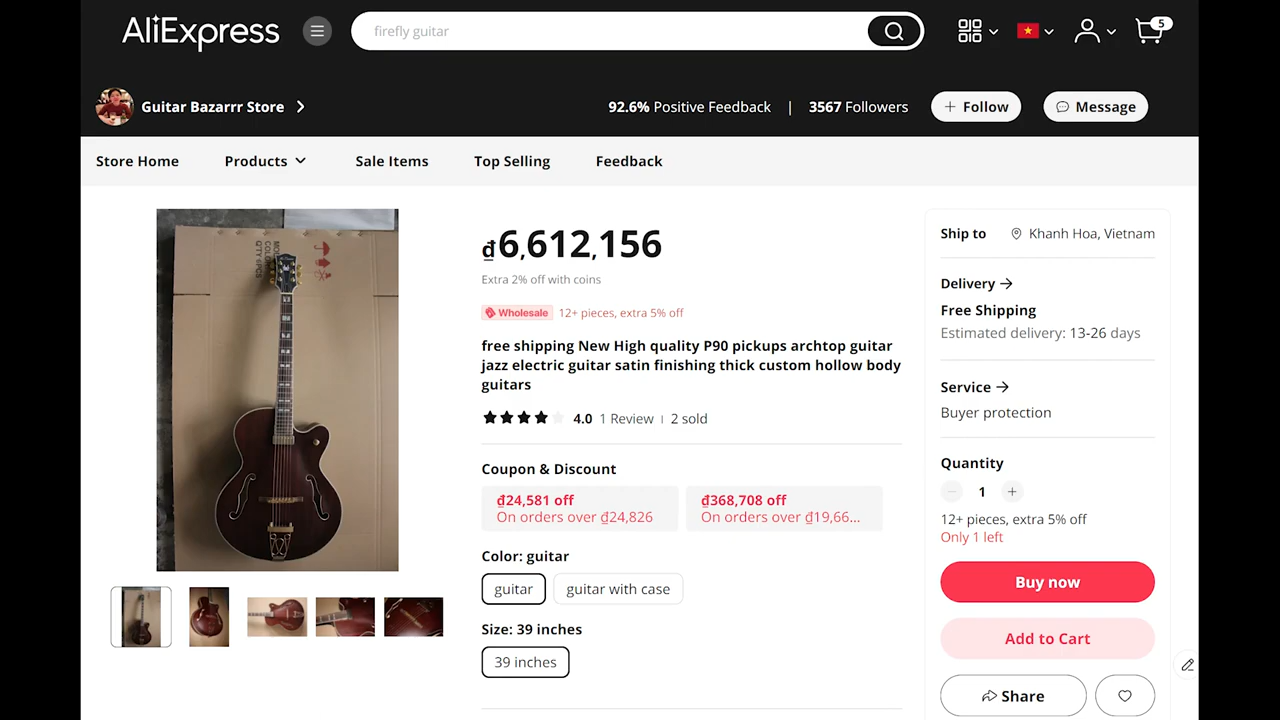 AliExpress
firefly guitar
5
Guitar Bazarrr Store
92.6% Positive Feedback | 3567 Followers
+ Follow
Message
Store Home
Products
Sale Items
Top Selling
Feedback
₫6,612,156
Extra 2% off with coins
Wholesale 12+ pieces, extra 5% off
free shipping New High quality P90 pickups archtop guitar
jazz electric guitar satin finishing thick custom hollow body
guitars
4.0 1 Review | 2 sold
Coupon & Discount
₫24,581 off
On orders over ₫24,826
₫368,708 off
On orders over ₫19,66...
Color: guitar
guitar
guitar with case
Size: 39 inches
39 inches
Ship to
Khanh Hoa, Vietnam
Delivery
Free Shipping
Estimated delivery: 13-26 days
Service
Buyer protection
Quantity
1
12+ pieces, extra 5% off
Only 1 left
Buy now
Add to Cart
Share